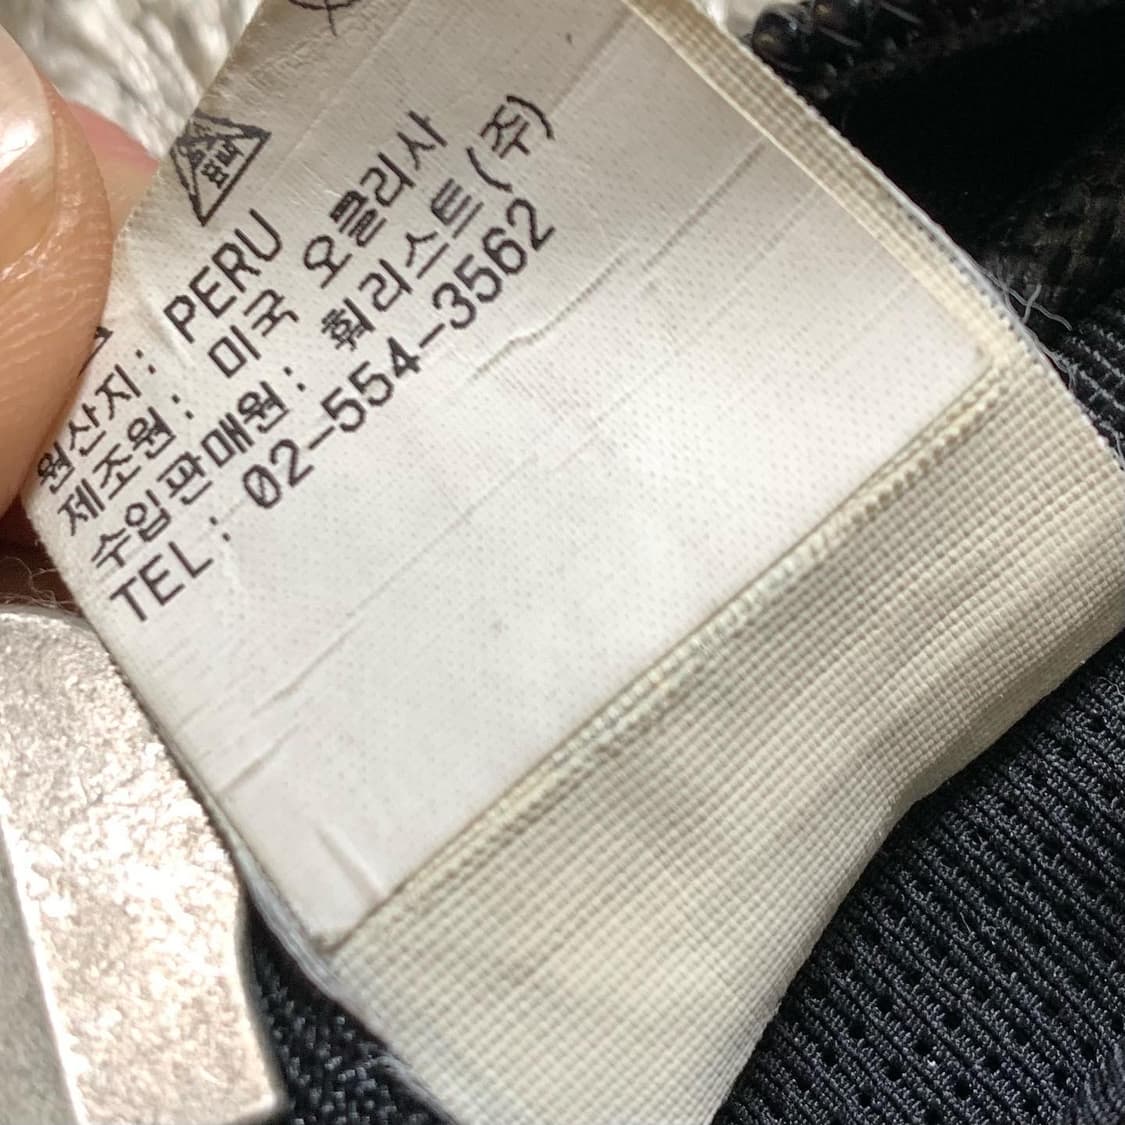 원산지: PERU
제조원: 미국 오클리사
수입판매원: 훨리스트(주)
TEL: 02-554-3562